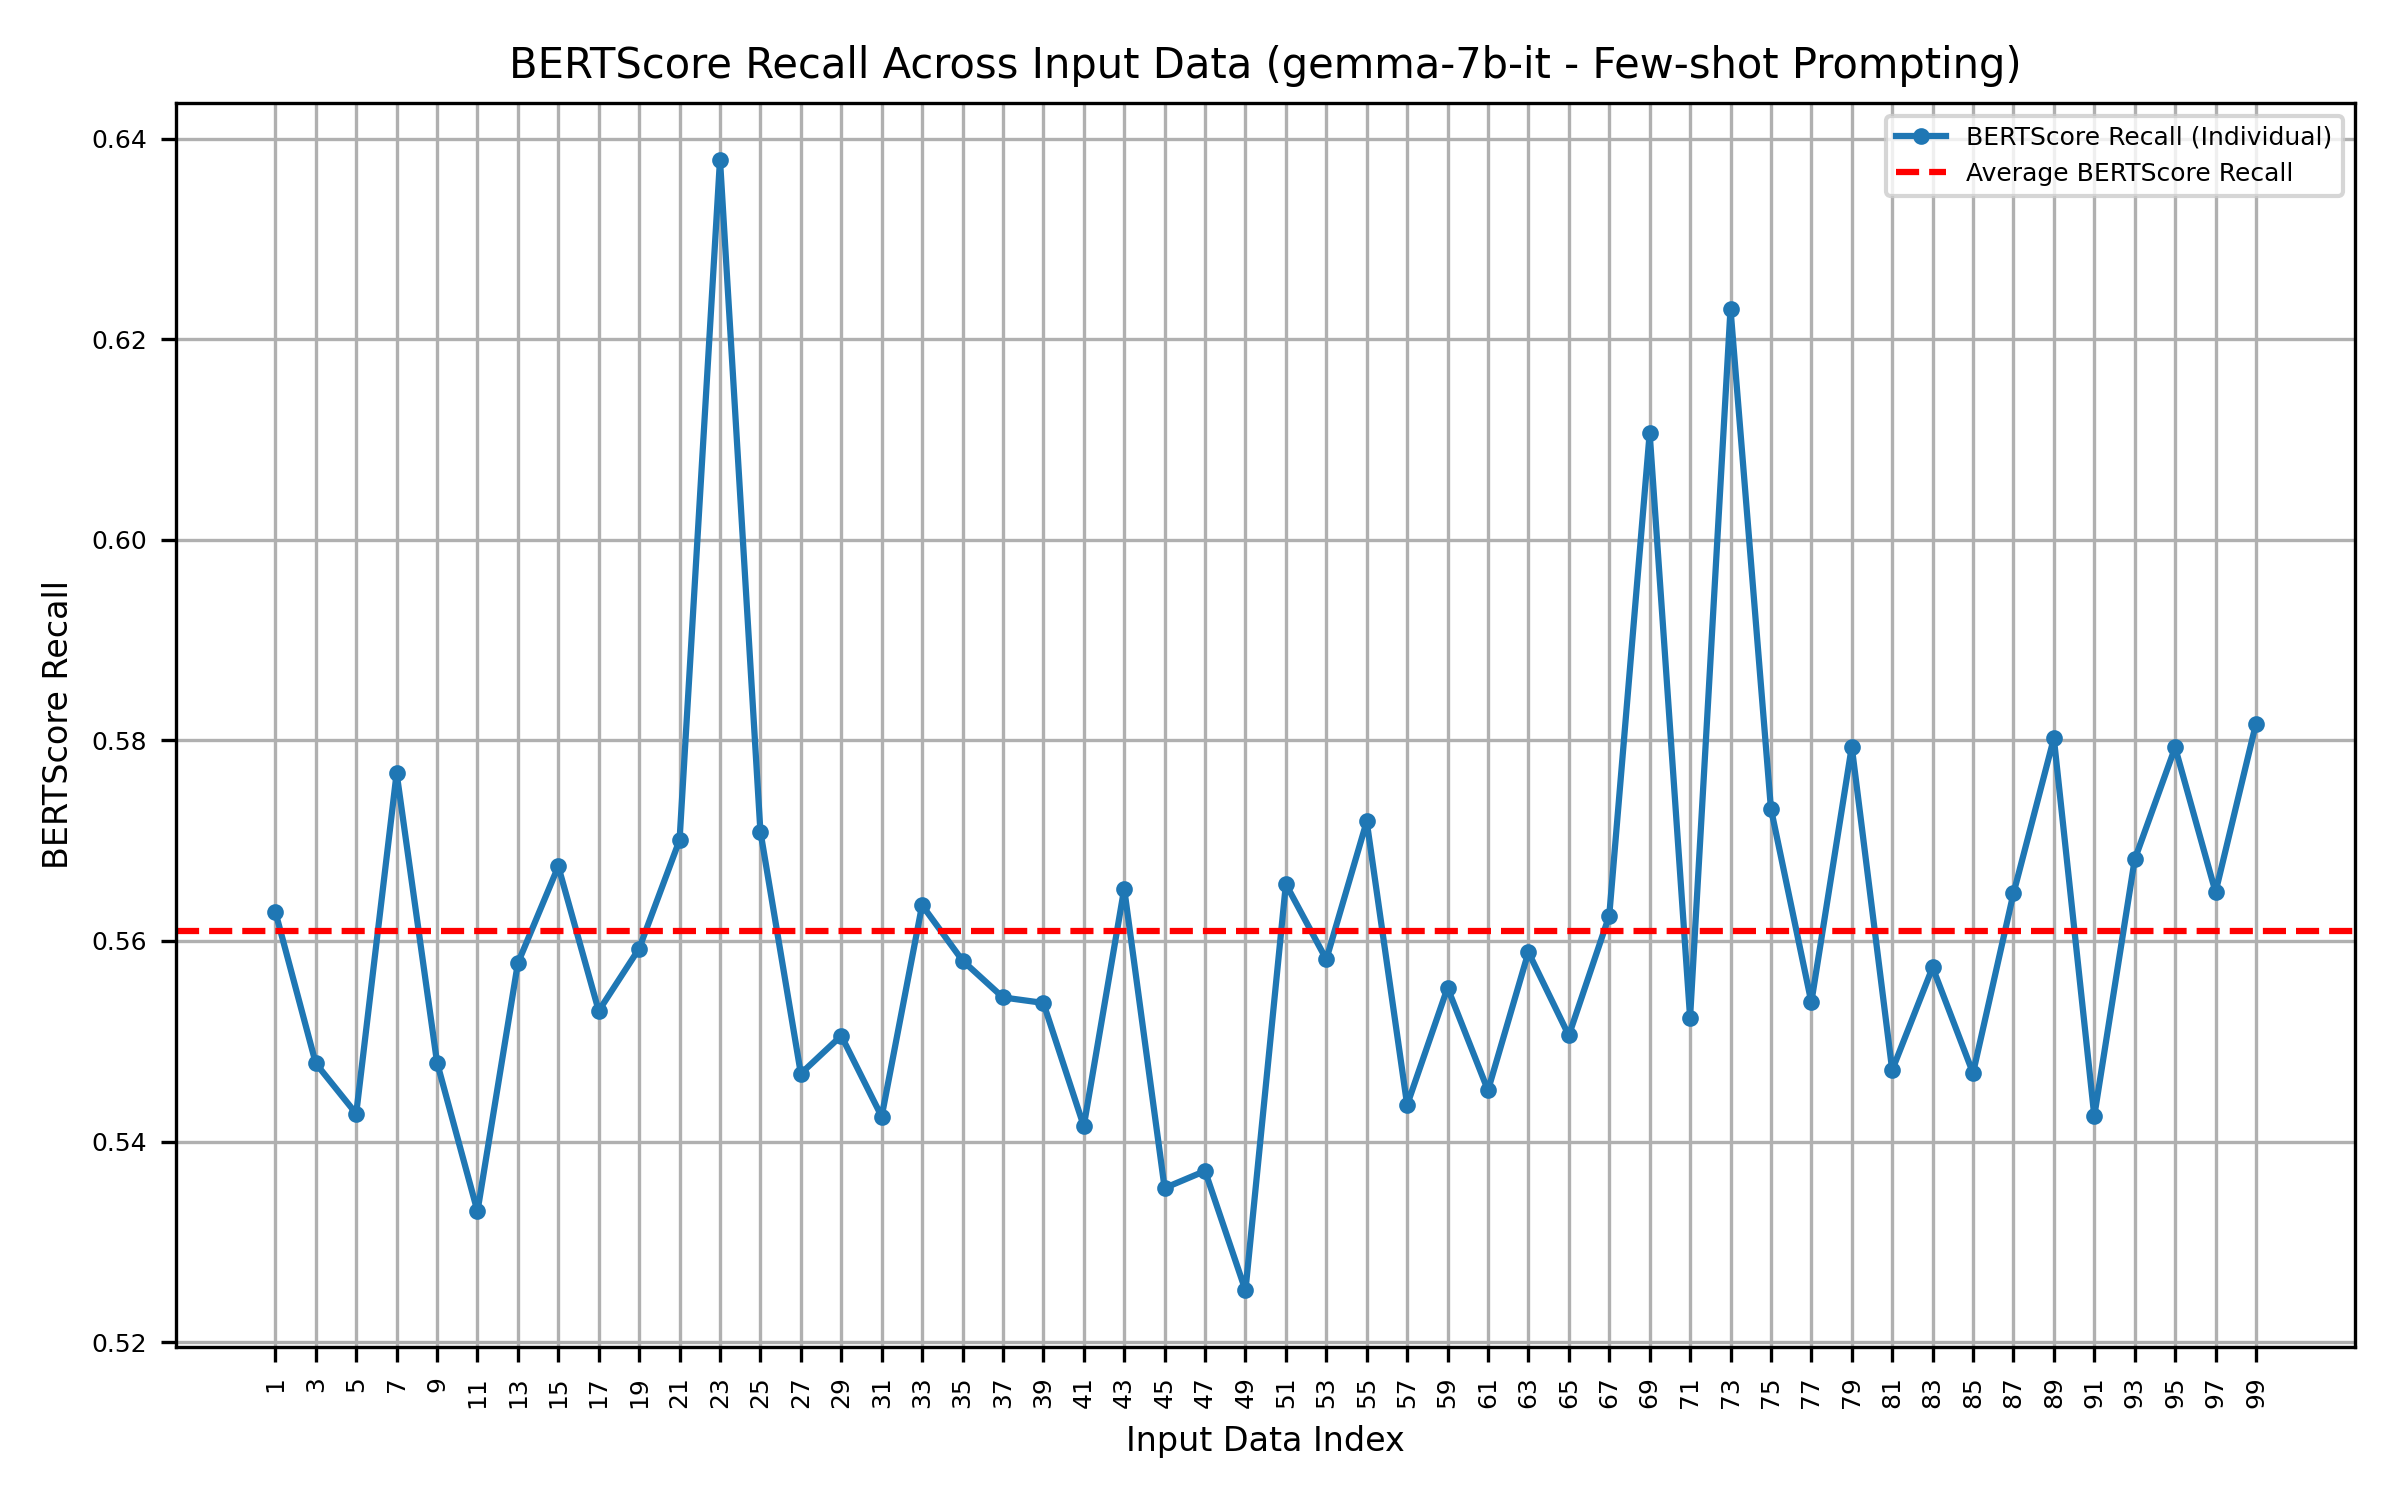 BERTScore Recall Across Input Data (gemma-7b-it - Few-shot Prompting)
BERTScore Recall (Individual)
Average BERTScore Recall
0.64
0.62
0.60
0.58
0.56
0.54
0.52
BERTScore Recall
1 3 5 7 9 11 13 15 17 19 21 23 25 27 29 31 33 35 37 39 41 43 45 47 49 51 53 55 57 59 61 63 65 67 69 71 73 75 77 79 81 83 85 87 89 91 93 95 97 99
Input Data Index